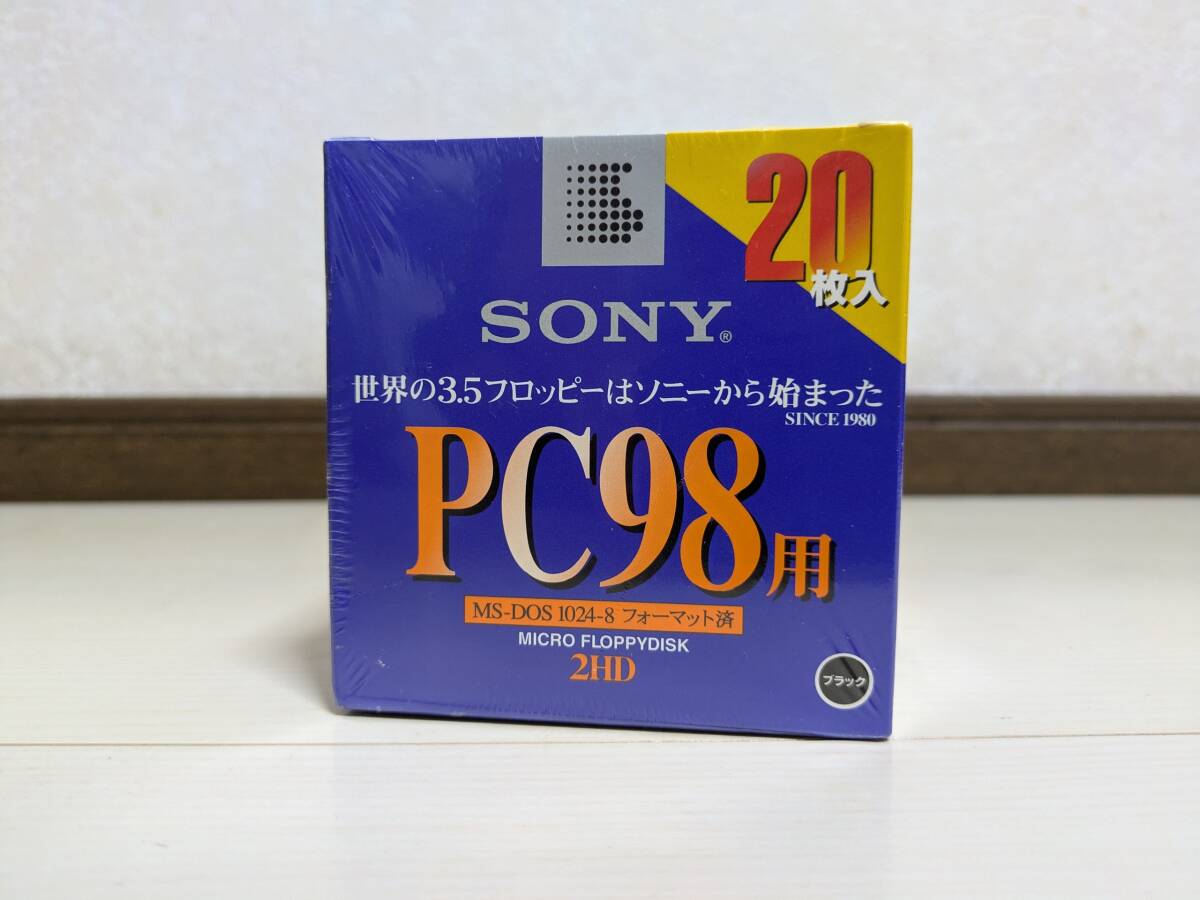 20
枚入
SONY®
世界の3.5フロッピーはソニーから始まった
SINCE 1980
PC98用
MS-DOS 1024-8 フォーマット済
MICRO FLOPPYDISK
2HD
ブラック